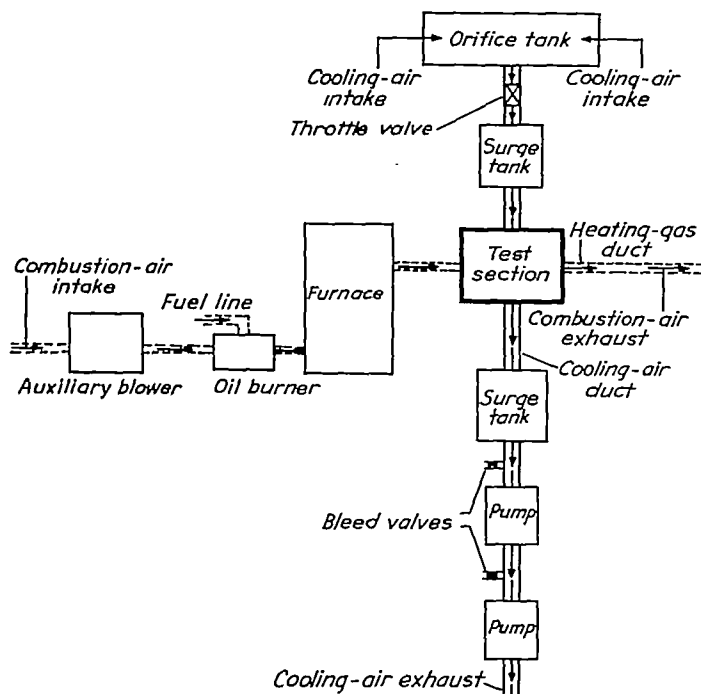 Orifice tank
Cooling-air
intake
Cooling-air
intake
Throttle valve
Surge
tank
Heating-gas
duct
Test
section
Combustion-air
intake
Furnace
Fuel line
Combustion-air
exhaust
Auxiliary blower
Oil burner
Cooling-air
duct
Surge
tank
Bleed valves
Pump
Pump
Cooling-air exhaust